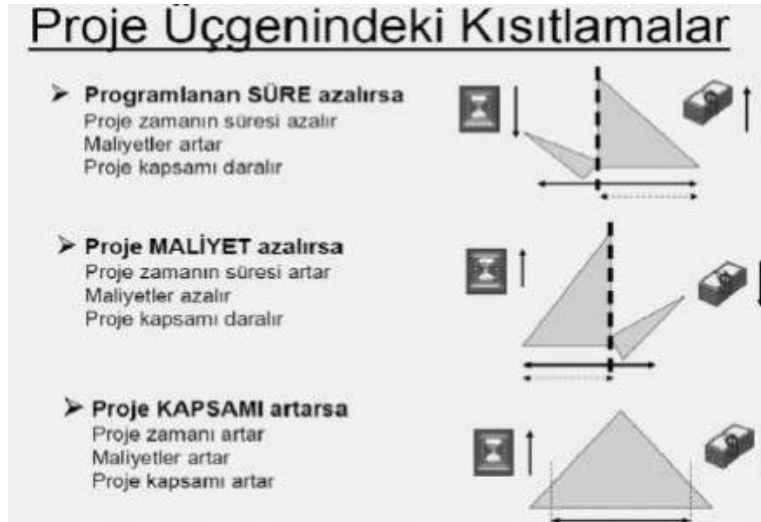 Proje Üçgenindeki Kısıtlamalar
➢ Programlanan SÜRE azalırsa
Proje zamanın süresi azalır
Maliyetler artar
Proje kapsamı daralır
➢ Proje MALİYET azalırsa
Proje zamanın süresi artar
Maliyetler azalır
Proje kapsamı daralır
➢ Proje KAPSAMI artarsa
Proje zamanı artar
Maliyetler artar
Proje kapsamı artar